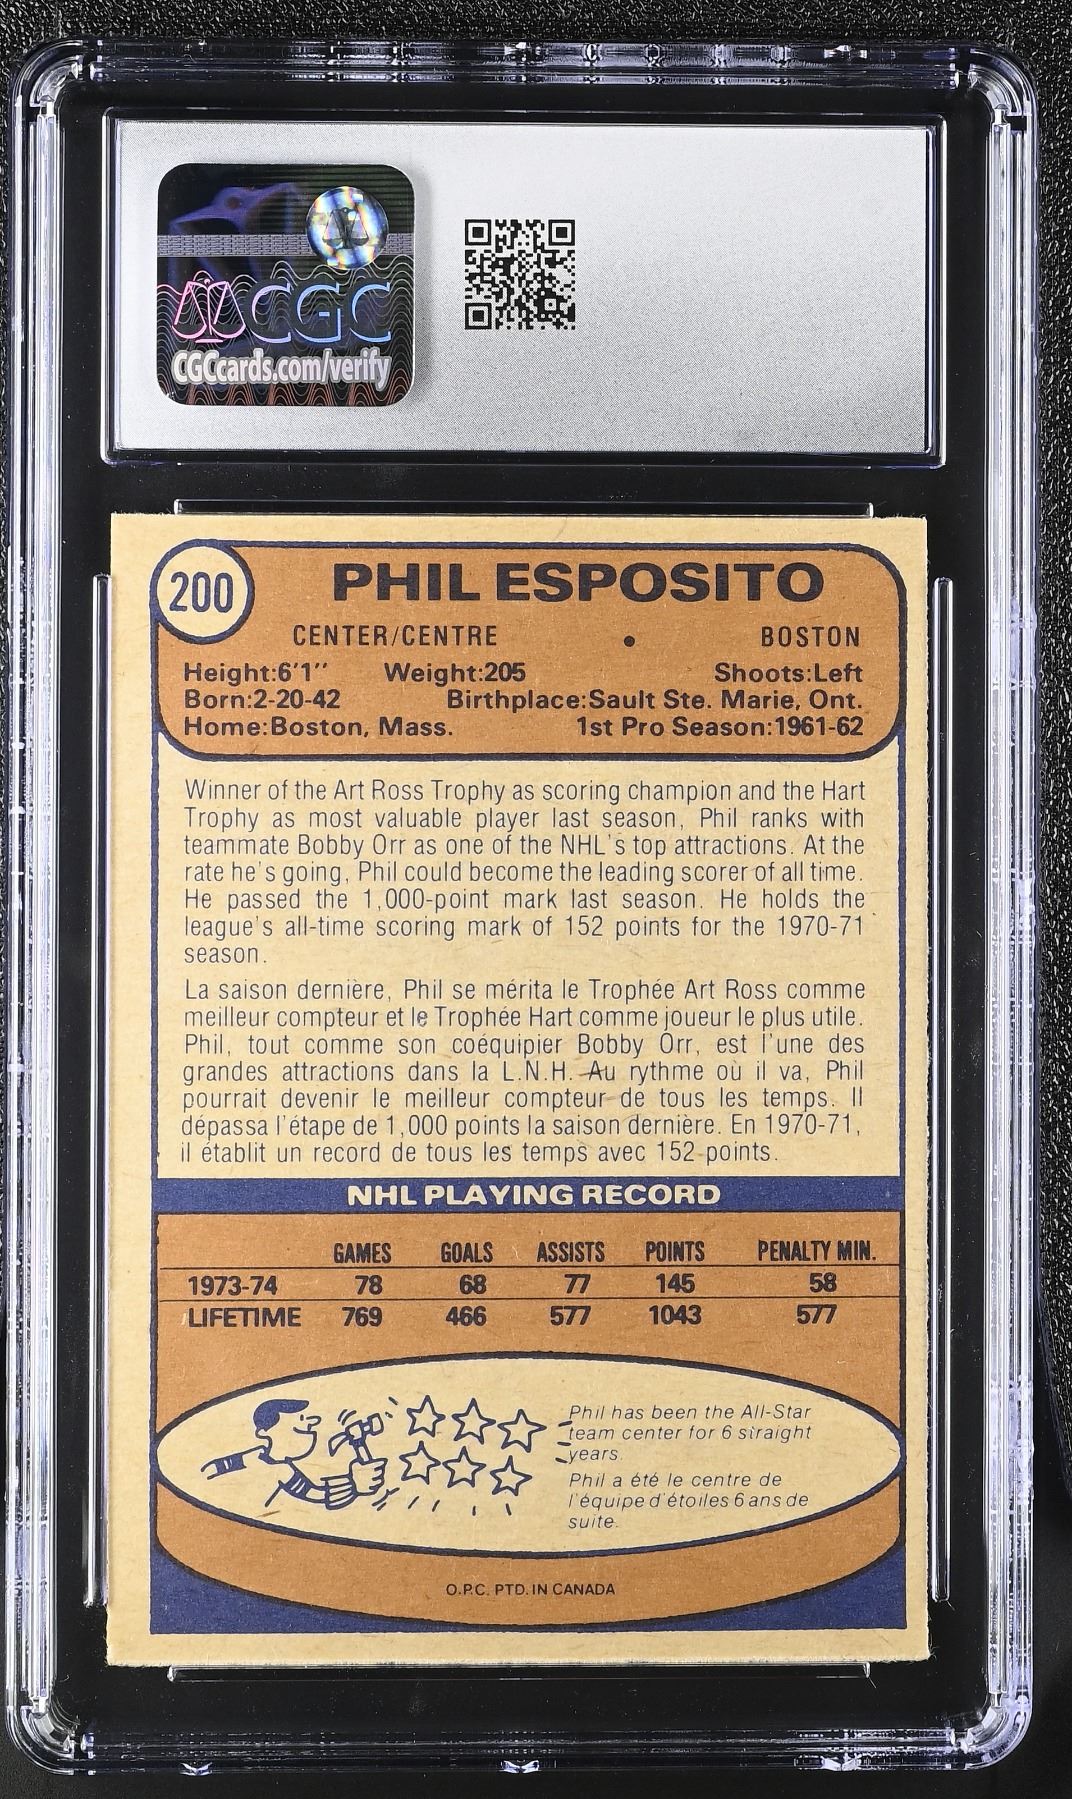 CGC
CGCcards.com/verify
200
PHIL ESPOSITO
CENTER/CENTRE • BOSTON
Height:6'1'' Weight:205 Shoots:Left
Born:2-20-42 Birthplace:Sault Ste. Marie, Ont.
Home:Boston, Mass. 1st Pro Season:1961-62
Winner of the Art Ross Trophy as scoring champion and the Hart
Trophy as most valuable player last season, Phil ranks with
teammate Bobby Orr as one of the NHL's top attractions. At the
rate he's going, Phil could become the leading scorer of all time.
He passed the 1,000-point mark last season. He holds the
league's all-time scoring mark of 152 points for the 1970-71
season.
La saison dernière, Phil se mérita le Trophée Art Ross comme
meilleur compteur et le Trophée Hart comme joueur le plus utile.
Phil, tout comme son coéquipier Bobby Orr, est l'une des
grandes attractions dans la L.N.H. Au rythme où il va, Phil
pourrait devenir le meilleur compteur de tous les temps. Il
dépassa l'étape de 1,000 points la saison dernière. En 1970-71,
il établit un record de tous les temps avec 152 points.
NHL PLAYING RECORD
GAMES GOALS ASSISTS POINTS PENALTY MIN.
1973-74 78 68 77 145 58
LIFETIME 769 466 577 1043 577
Phil has been the All-Star
team center for 6 straight
years.
Phil a été le centre de
l'équipe d'étoiles 6 ans de
suite.
O.P.C. PTD. IN CANADA